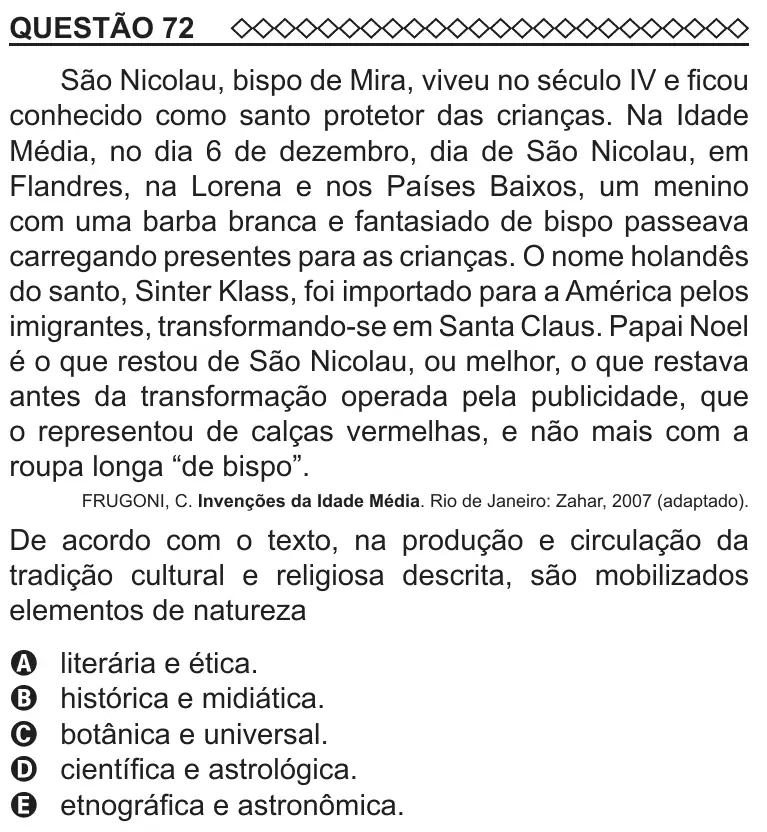 QUESTÃO 72
São Nicolau, bispo de Mira, viveu no século IV e ficou
conhecido como santo protetor das crianças. Na Idade
Média, no dia 6 de dezembro, dia de São Nicolau, em
Flandres, na Lorena e nos Países Baixos, um menino
com uma barba branca e fantasiado de bispo passeava
carregando presentes para as crianças. O nome holandês
do santo, Sinter Klass, foi importado para a América pelos
imigrantes, transformando-se em Santa Claus. Papai Noel
é o que restou de São Nicolau, ou melhor, o que restava
antes da transformação operada pela publicidade, que
o representou de calças vermelhas, e não mais com a
roupa longa “de bispo”.
FRUGONI, C. Invenções da Idade Média. Rio de Janeiro: Zahar, 2007 (adaptado).
De acordo com o texto, na produção e circulação da
tradição cultural e religiosa descrita, são mobilizados
elementos de natureza
A literária e ética.
B histórica e midiática.
C botânica e universal.
D científica e astrológica.
E etnográfica e astronômica.